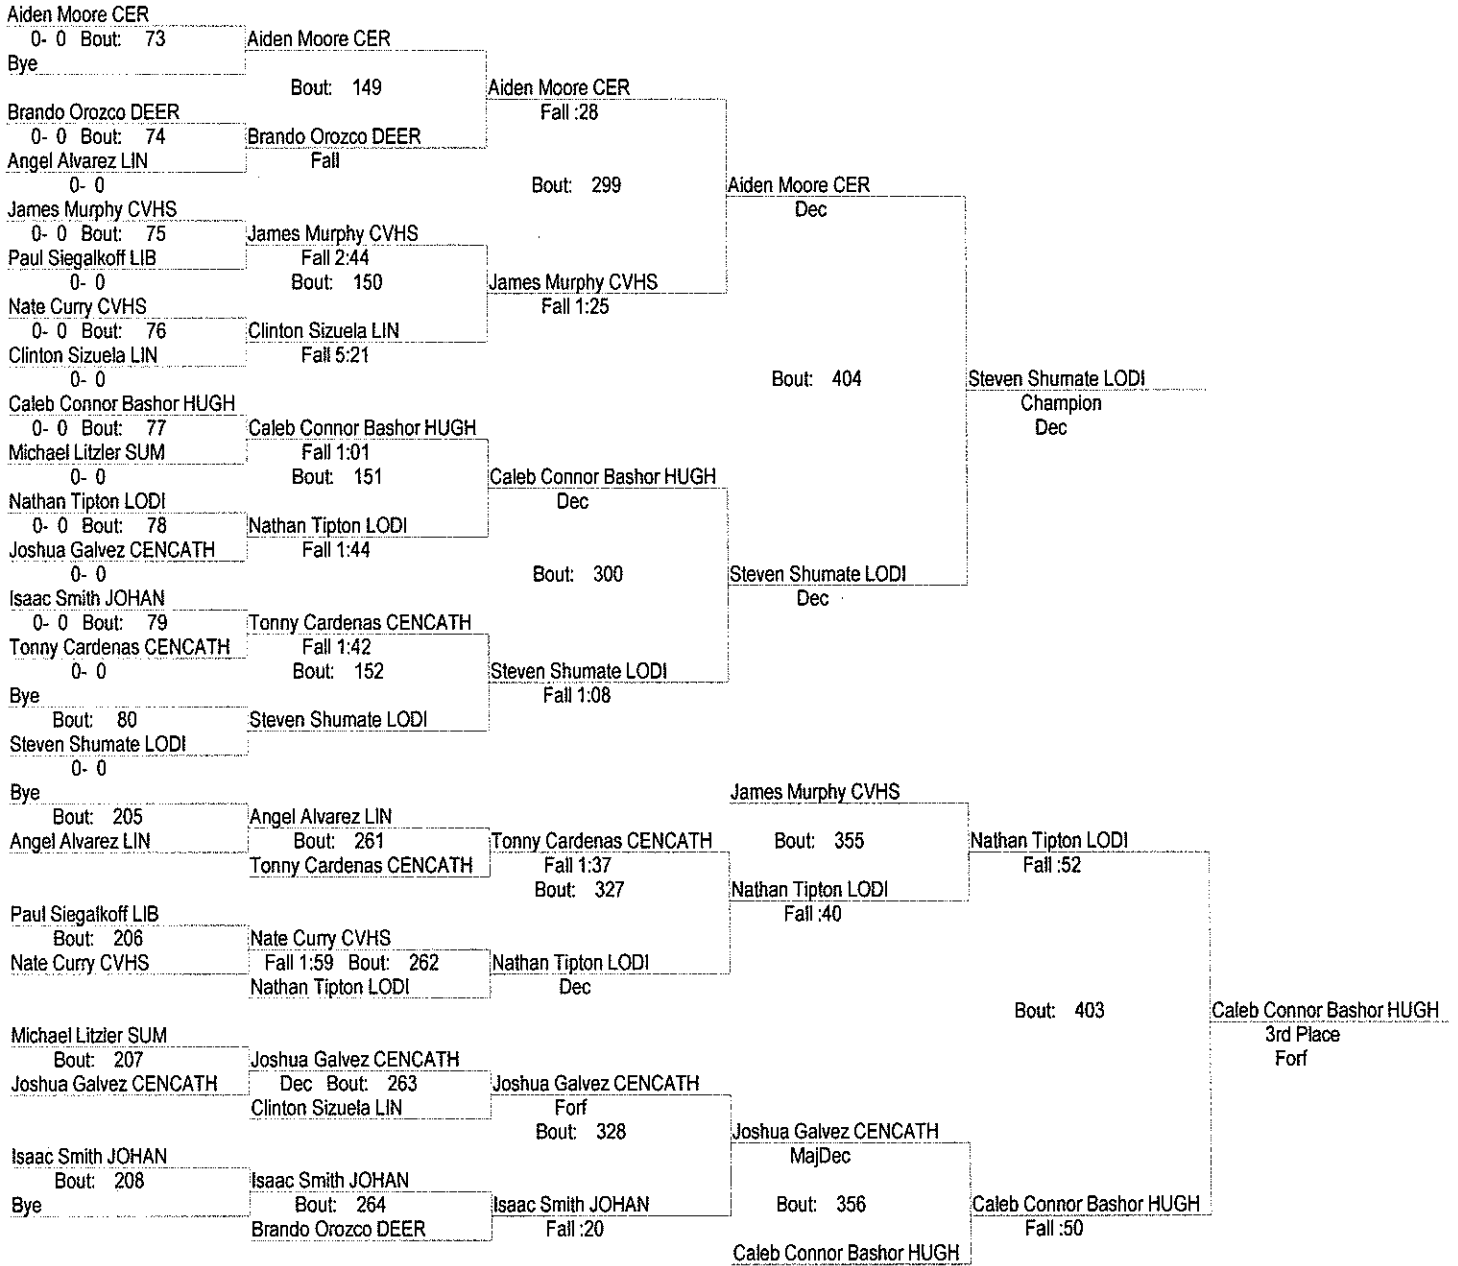 Aiden Moore CER
0- 0 Bout: 73
Aiden Moore CER
Bye
Bout: 149
Aiden Moore CER
Fall :28
Brando Orozco DEER
0- 0 Bout: 74
Brando Orozco DEER
Angel Alvarez LIN
Fall
0- 0
Bout: 299
Aiden Moore CER
Dec
James Murphy CVHS
0- 0 Bout: 75
James Murphy CVHS
Paul Siegalkoff LIB
Fall 2:44
0- 0
Bout: 150
James Murphy CVHS
Fall 1:25
Nate Curry CVHS
0- 0 Bout: 76
Clinton Sizuela LIN
Clinton Sizuela LIN
Fall 5:21
0- 0
Bout: 404
Steven Shumate LODI
Champion
Dec
Caleb Connor Bashor HUGH
0- 0 Bout: 77
Caleb Connor Bashor HUGH
Michael Litzler SUM
Fall 1:01
0- 0
Bout: 151
Caleb Connor Bashor HUGH
Dec
Nathan Tipton LODI
0- 0 Bout: 78
Nathan Tipton LODI
Joshua Galvez CENCATH
Fall 1:44
0- 0
Bout: 300
Steven Shumate LODI
Dec
Isaac Smith JOHAN
0- 0 Bout: 79
Tonny Cardenas CENCATH
Tonny Cardenas CENCATH
Fall 1:42
0- 0
Bout: 152
Steven Shumate LODI
Fall 1:08
Bye
Bout: 80
Steven Shumate LODI
Steven Shumate LODI
0- 0
Bye
James Murphy CVHS
Bout: 205
Angel Alvarez LIN
Angel Alvarez LIN
Bout: 261
Tonny Cardenas CENCATH
Bout: 355
Nathan Tipton LODI
Tonny Cardenas CENCATH
Fall 1:37
Fall :52
Bout: 327
Nathan Tipton LODI
Fall :40
Paul Siegalkoff LIB
Bout: 206
Nate Curry CVHS
Nate Curry CVHS
Fall 1:59 Bout: 262
Nathan Tipton LODI
Nathan Tipton LODI
Dec
Bout: 403
Caleb Connor Bashor HUGH
3rd Place
Forf
Michael Litzler SUM
Bout: 207
Joshua Galvez CENCATH
Joshua Galvez CENCATH
Dec Bout: 263
Joshua Galvez CENCATH
Clinton Sizuela LIN
Forf
Bout: 328
Joshua Galvez CENCATH
MajDec
Isaac Smith JOHAN
Bout: 208
Isaac Smith JOHAN
Bye
Bout: 264
Isaac Smith JOHAN
Bout: 356
Caleb Connor Bashor HUGH
Brando Orozco DEER
Fall :20
Fall :50
Caleb Connor Bashor HUGH